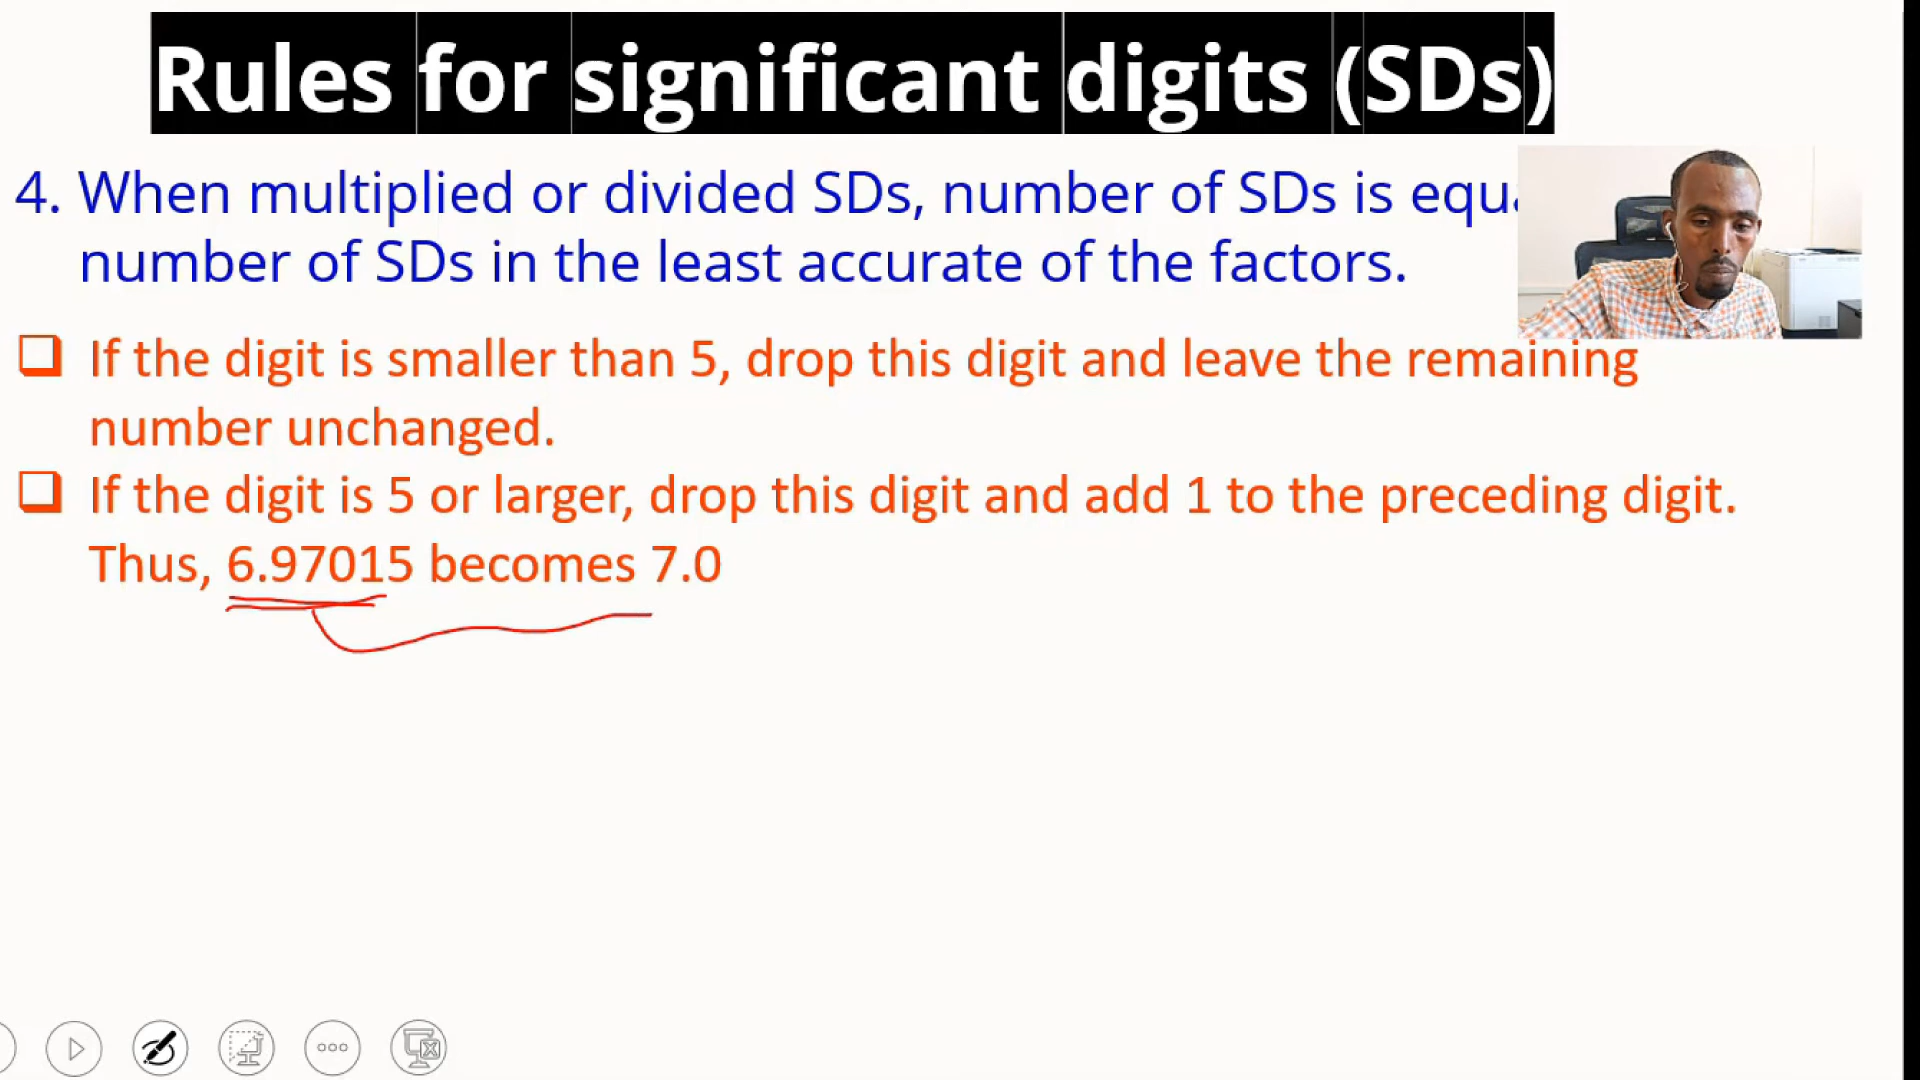 Rules for significant digits (SDs)
4. When multiplied or divided SDs, number of SDs is
number of SDs in the least accurate of the factors.
If the digit is smaller than 5, drop this digit and leave the remaining
number unchanged.
If the digit is 5 or larger, drop this digit and add 1 to the preceding digit.
Thus, 6.97015 becomes 7.0